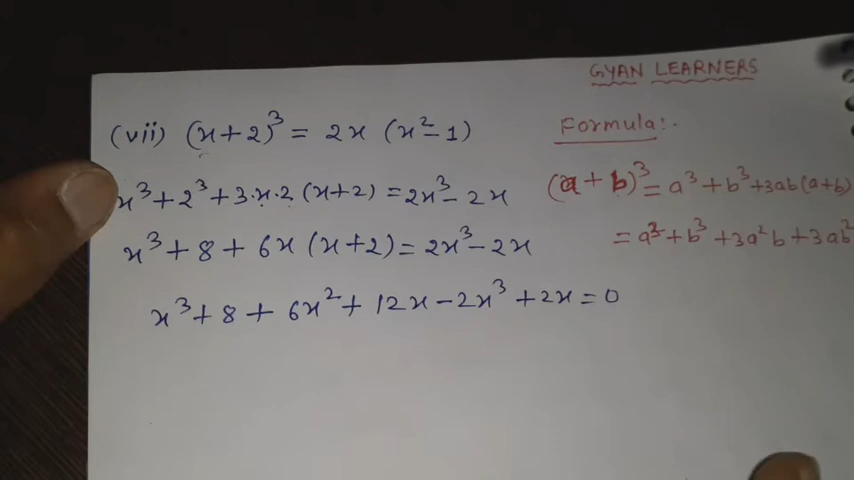 GYAN LEARNERS
(vii) (x+2)³ = 2x (x²-1)
x³+2³+3·x·2 (x+2) = 2x³-2x
x³+8+6x(x+2) = 2x³-2x
x³+8+6x²+12x-2x³+2x=0
Formula:-
(a+b)³ = a³+b³+3ab(a+b)
= a³+b³+3a²b+3ab²